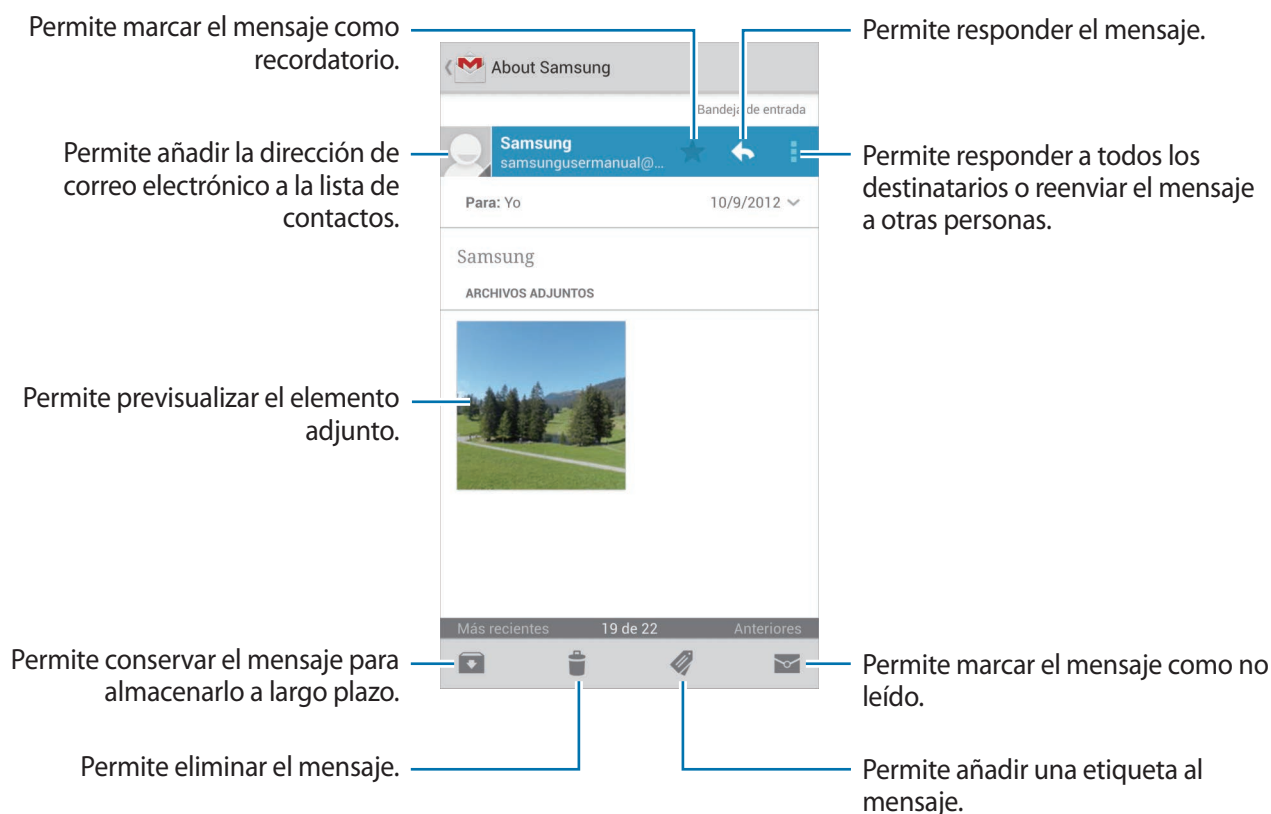 Permite marcar el mensaje como
recordatorio.
Permite responder el mensaje.
About Samsung
Bandeja de entrada
Samsung
samsungusermanual@...
Permite añadir la dirección de
correo electrónico a la lista de
contactos.
Permite responder a todos los
destinatarios o reenviar el mensaje
a otras personas.
Para: Yo
10/9/2012
Samsung
ARCHIVOS ADJUNTOS
Permite previsualizar el elemento
adjunto.
Más recientes
19 de 22
Anteriores
Permite conservar el mensaje para
almacenarlo a largo plazo.
Permite marcar el mensaje como no
leído.
Permite eliminar el mensaje.
Permite añadir una etiqueta al
mensaje.